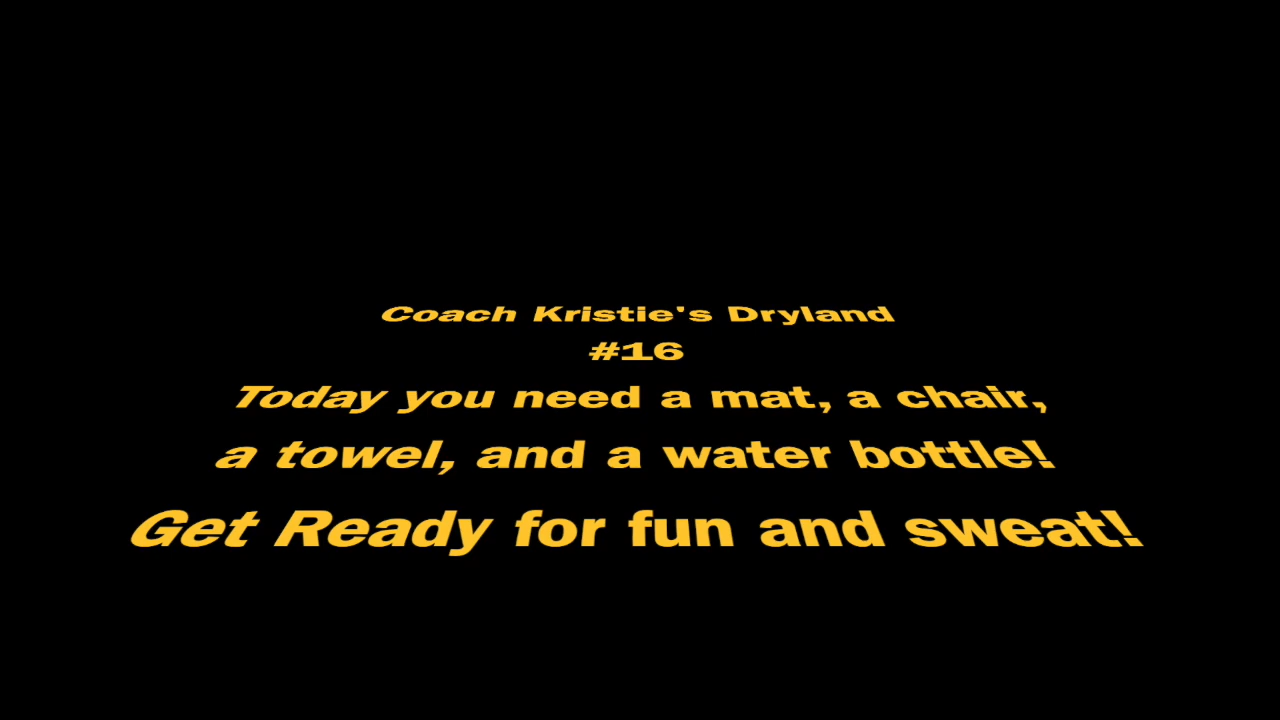 Coach Kristie's Dryland
#16
Today you need a mat, a chair,
a towel, and a water bottle!
Get Ready for fun and sweat!